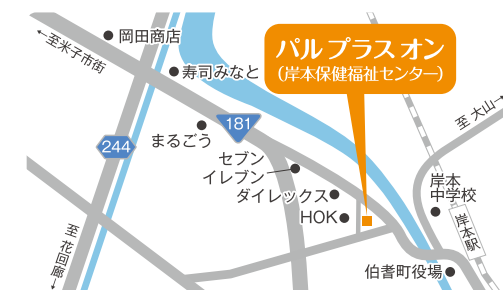 岡田商店
←至米子市街
寿司みなと
パル プラス オン
(岸本保健福祉センター)
181
244
まるごう
セブン
イレブン
ダイレックス
HOK
至 大山→
岸本
中学校
岸本駅
伯耆町役場
至 花回廊→